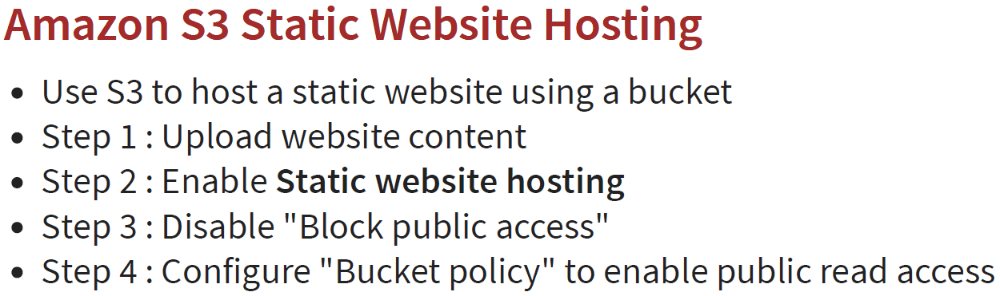 Amazon S3 Static Website Hosting
• Use S3 to host a static website using a bucket
• Step 1 : Upload website content
• Step 2 : Enable Static website hosting
• Step 3 : Disable "Block public access"
• Step 4 : Configure "Bucket policy" to enable public read access